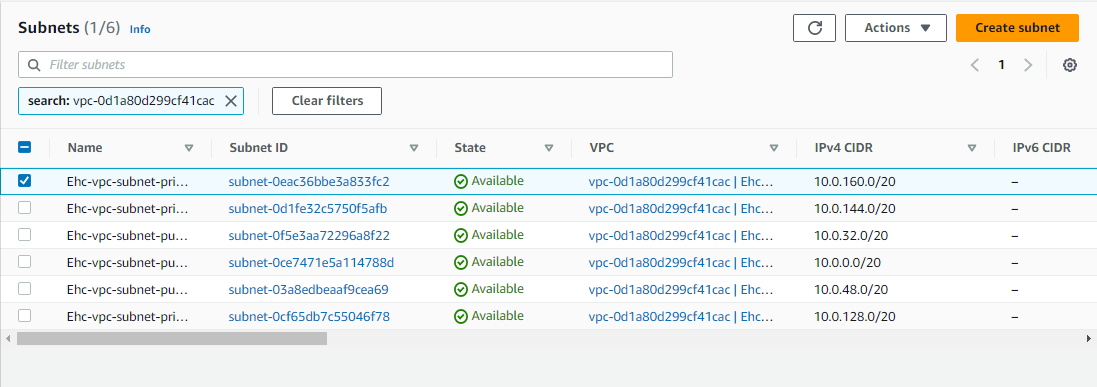 Subnets (1/6) Info Actions Create subnet
Filter subnets 1
search: vpc-0d1a80d299cf41cac Clear filters
Name Subnet ID State VPC IPv4 CIDR IPv6 CIDR
Ehc-vpc-subnet-pri… subnet-0eac36bbe3a833fc2 Available vpc-0d1a80d299cf41cac | Ehc… 10.0.160.0/20 –
Ehc-vpc-subnet-pri… subnet-0d1fe32c5750f5afb Available vpc-0d1a80d299cf41cac | Ehc… 10.0.144.0/20 –
Ehc-vpc-subnet-pu… subnet-0f5e3aa72296a8f22 Available vpc-0d1a80d299cf41cac | Ehc… 10.0.32.0/20 –
Ehc-vpc-subnet-pu… subnet-0ce7471e5a114788d Available vpc-0d1a80d299cf41cac | Ehc… 10.0.0.0/20 –
Ehc-vpc-subnet-pu… subnet-03a8edbeaaf9cea69 Available vpc-0d1a80d299cf41cac | Ehc… 10.0.48.0/20 –
Ehc-vpc-subnet-pri… subnet-0cf65db7c55046f78 Available vpc-0d1a80d299cf41cac | Ehc… 10.0.128.0/20 –